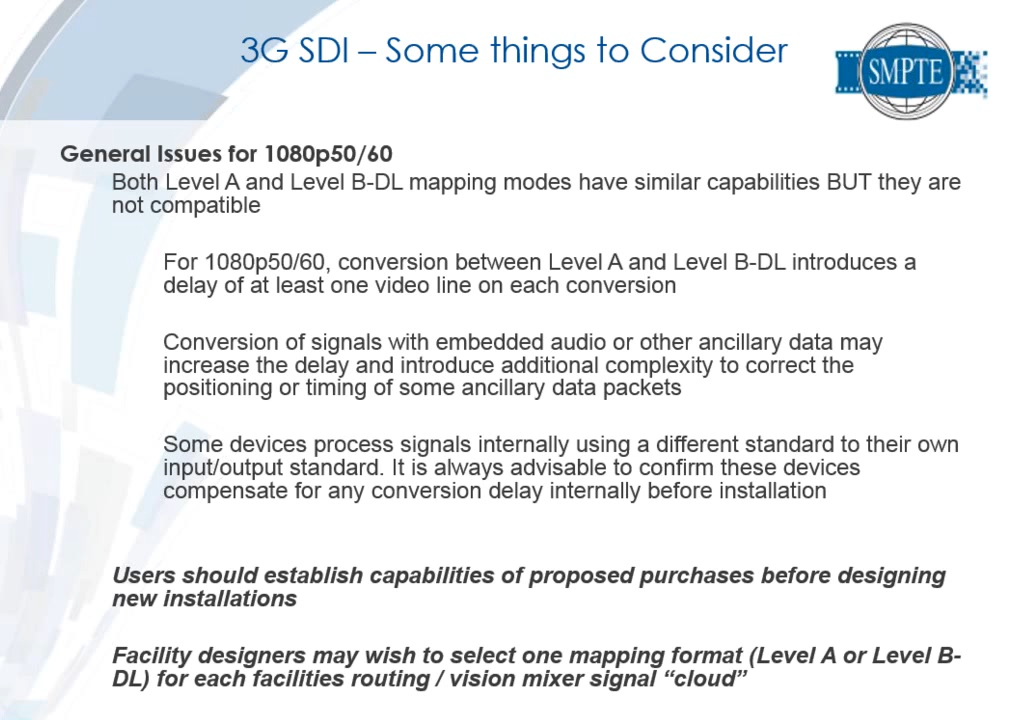 3G SDI – Some things to Consider
SMPTE
General Issues for 1080p50/60
Both Level A and Level B-DL mapping modes have similar capabilities BUT they are
not compatible
For 1080p50/60, conversion between Level A and Level B-DL introduces a
delay of at least one video line on each conversion
Conversion of signals with embedded audio or other ancillary data may
increase the delay and introduce additional complexity to correct the
positioning or timing of some ancillary data packets
Some devices process signals internally using a different standard to their own
input/output standard. It is always advisable to confirm these devices
compensate for any conversion delay internally before installation
Users should establish capabilities of proposed purchases before designing
new installations
Facility designers may wish to select one mapping format (Level A or Level B-
DL) for each facilities routing / vision mixer signal “cloud”